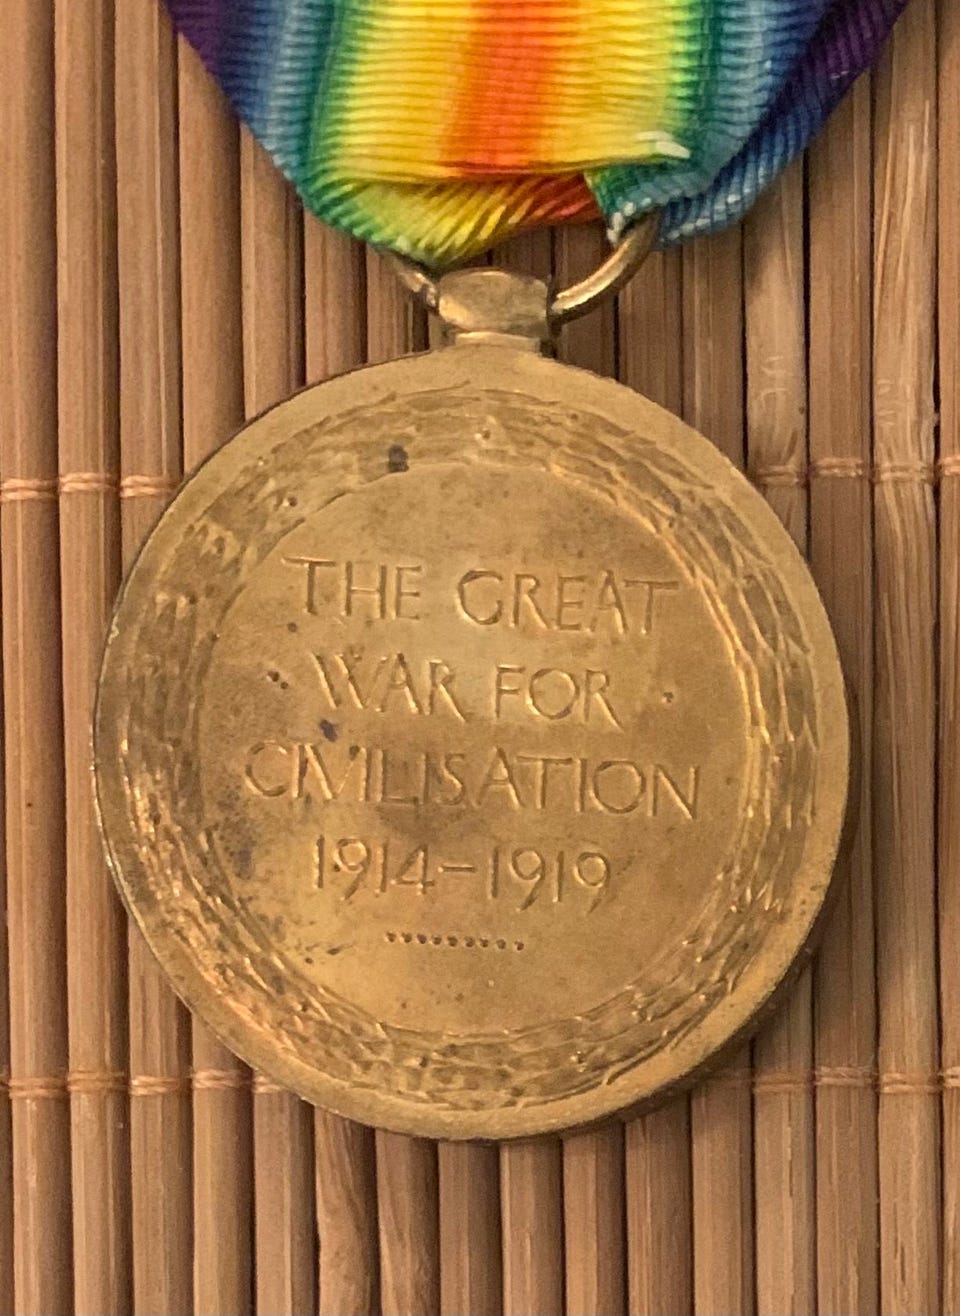 THE GREAT
WAR FOR
CIVILISATION
1914-1919